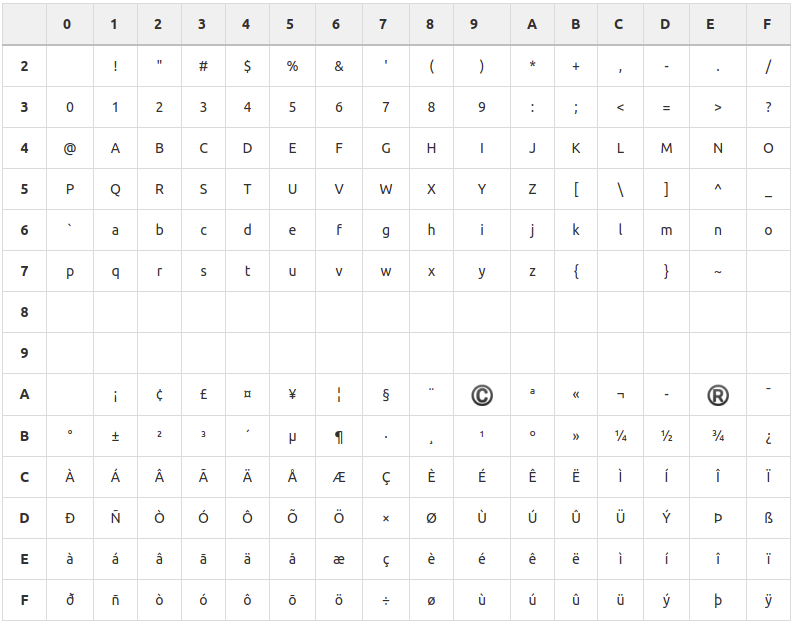 0 1 2 3 4 5 6 7 8 9 A B C D E F
2 ! " # $ % & ' ( ) * + , - . /
3 0 1 2 3 4 5 6 7 8 9 : ; < = > ?
4 @ A B C D E F G H I J K L M N O
5 P Q R S T U V W X Y Z [ \ ] ^ _
6 ` a b c d e f g h i j k l m n o
7 p q r s t u v w x y z { } ~
8
9
A ¡ ¢ £ ¤ ¥ ¦ § ¨ © ª « ¬ - ® ¯
B ° ± ² ³ ´ µ ¶ · ¸ ¹ º » ¼ ½ ¾ ¿
C À Á Â Ã Ä Å Æ Ç È É Ê Ë Ì Í Î Ï
D Ð Ñ Ò Ó Ô Õ Ö × Ø Ù Ú Û Ü Ý Þ ß
E à á â ã ä å æ ç è é ê ë ì í î ï
F ð ñ ò ó ô õ ö ÷ ø ù ú û ü ý þ ÿ